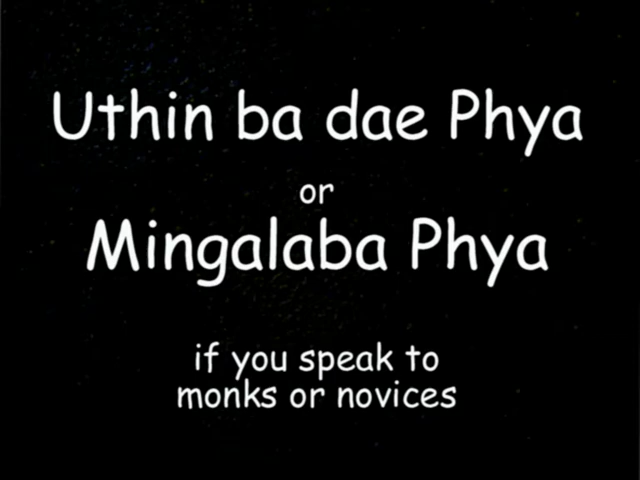 Uthin ba dae Phya
or
Mingalaba Phya
if you speak to
monks or novices